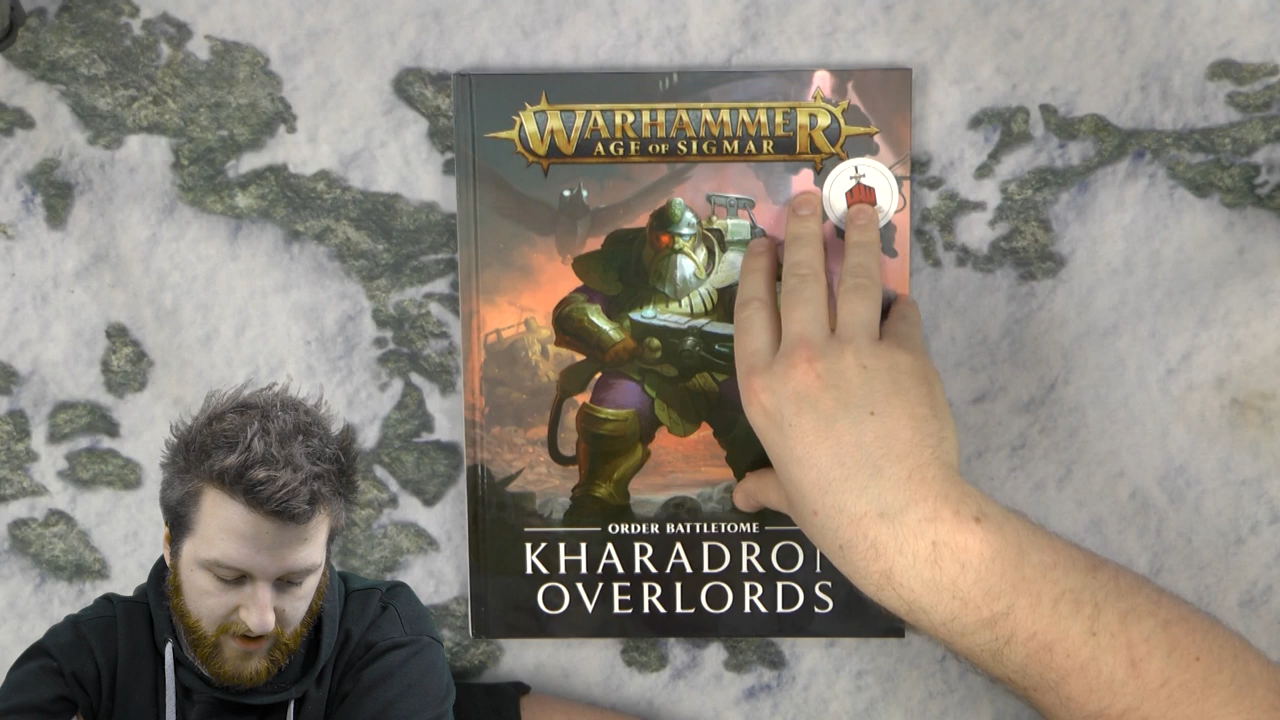 WARHAMMER
AGE OF SIGMAR
ORDER BATTLETOME
KHARADRON
OVERLORDS